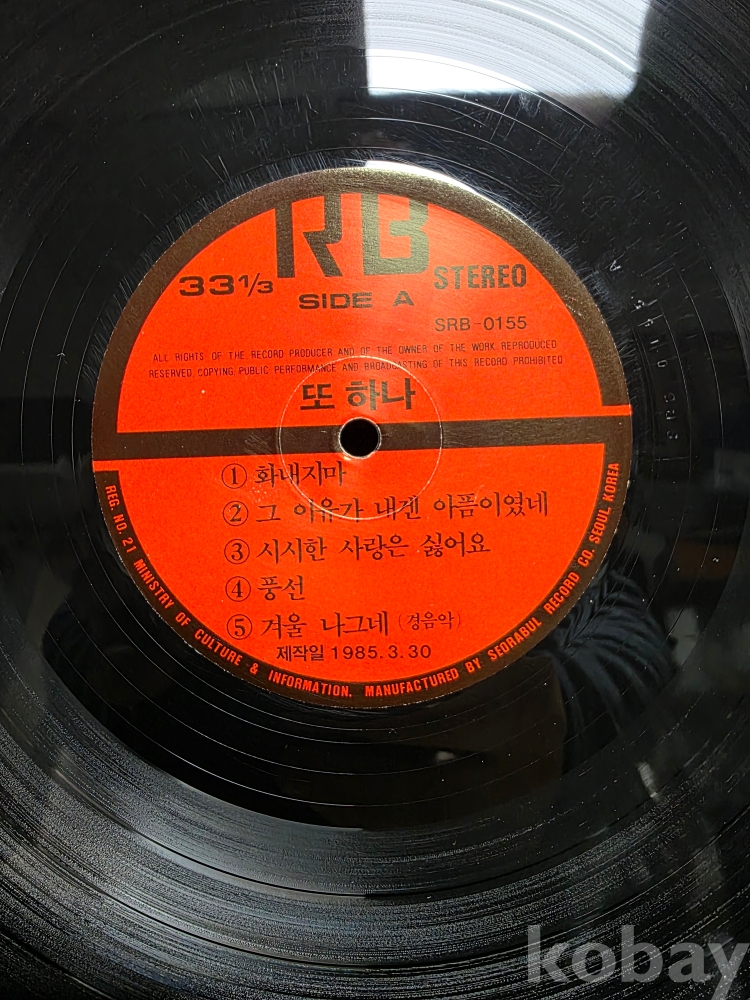 RB
33 1/3
SIDE A
STEREO
SRB-0155
ALL RIGHTS OF THE RECORD PRODUCER AND OF THE OWNER OF THE WORK REPRODUCED
RESERVED, COPYING, PUBLIC PERFORMANCE AND BROADCASTING OF THIS RECORD PROHIBITED
또 하나
① 화내지마
② 그 이유가 내겐 아픔이였네
③ 시시한 사랑은 싫어요
④ 풍선
⑤ 겨울 나그네 (경음악)
제작일 1985. 3. 30
REG. NO. 21 MINISTRY OF CULTURE & INFORMATION. MANUFACTURED BY SEORABUL RECORD CO. SEOUL KOREA
kobay